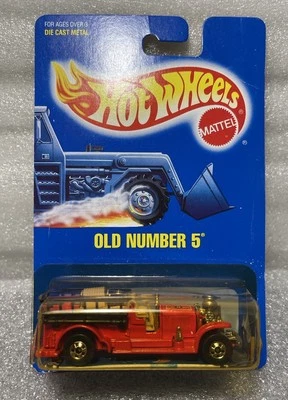 FOR AGES OVER 3
DIE CAST METAL
HOT WHEELS
MATTEL
OLD NUMBER 5®